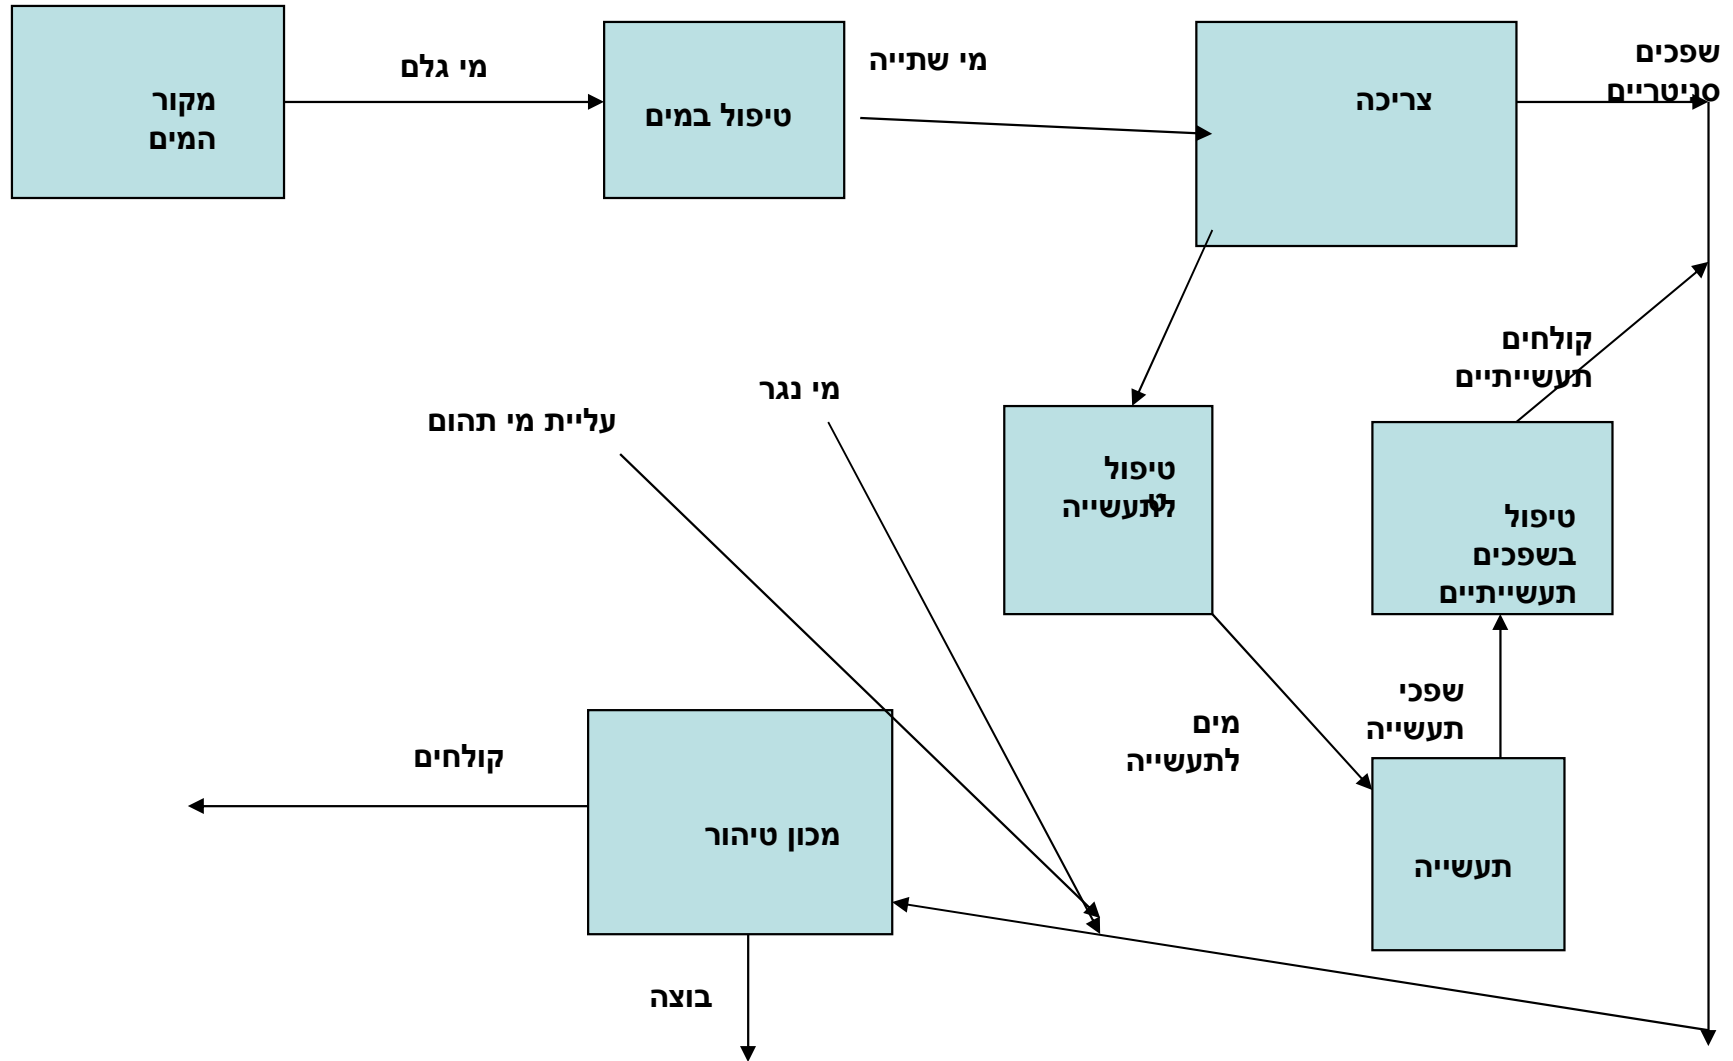 מקור
המים
מי גלם
טיפול במים
מי שתייה
צריכה
שפכים
סניטריים
קולחים
תעשייתיים
מי נגר
עליית מי תהום
טיפול
לתעשייה
ט
טיפול
בשפכים
תעשייתיים
שפכי
תעשייה
מים
לתעשייה
תעשייה
קולחים
מכון טיהור
בוצה